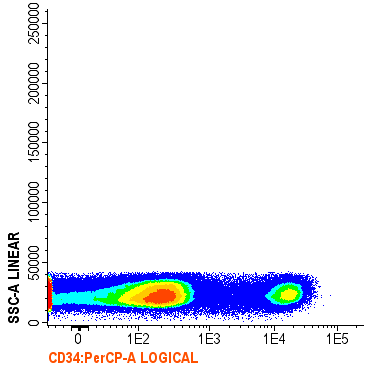 250000
200000
150000
100000
50000
0
SSC-A LINEAR
0 1E2 1E3 1E4 1E5
CD34:PerCP-A LOGICAL